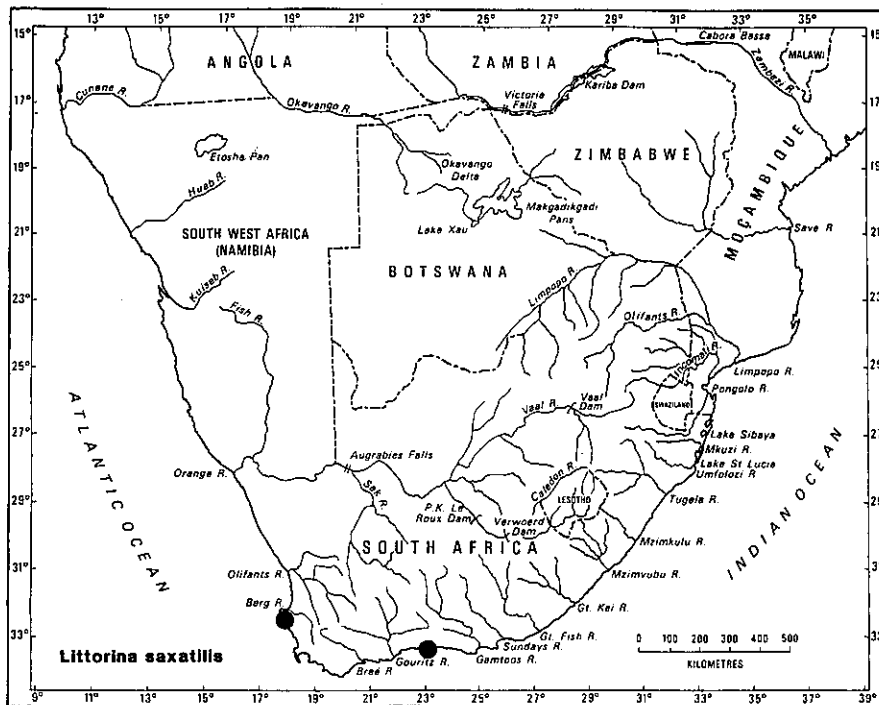 9° 11° 13° 15° 17° 19° 21° 23° 25° 27° 29° 31° 33° 35° 37°
15° 17° 19° 21° 23° 25° 27° 29° 31° 33°
Cabora Bassa
MALAWI
Zambezi R.
ANGOLA
ZAMBIA
Kariba Dam
Victoria
Falls
Cunene R.
Okavango R.
Etosha Pan
Okavango
Delta
ZIMBABWE
MOÇAMBIQUE
Hueb R.
Makgadikgadi
Pans
Lake Xau
Save R
SOUTH WEST AFRICA
(NAMIBIA)
BOTSWANA
Kuiseb R.
Limpopo R.
Fish R.
Olifants R.
Incomati R.
Limpopo R.
Pongolo R.
SWAZILAND
Vaal R.
Vaal
Dam
Lake Sibaya
Mkuzi R.
Lake St Lucia
Umfolozi R.
Augrabies Falls
Orange R.
Caledon R.
Sak R.
LESOTHO
Tugela R.
P.K. Le
Roux Dam
Verwoerd
Dam
SOUTH AFRICA
Mzimkulu R.
Olifants R.
Mzimvubu R.
Berg R.
Gt. Kei R.
Gt. Fish R.
Sundays R.
Gamtoos R.
Gouritz R.
Breë R.
ATLANTIC OCEAN
INDIAN OCEAN
Littorina saxatilis
0 100 200 300 400 500
KILOMETRES
9° 11° 13° 15° 17° 19° 21° 23° 25° 27° 29° 31° 33° 35°